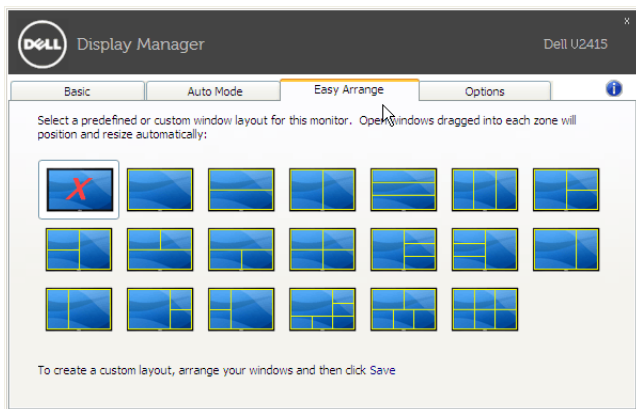 DELL Display Manager
x
Dell U2415
Basic Auto Mode Easy Arrange Options i
Select a predefined or custom window layout for this monitor. Open windows dragged into each zone will
position and resize automatically:
X
To create a custom layout, arrange your windows and then click Save